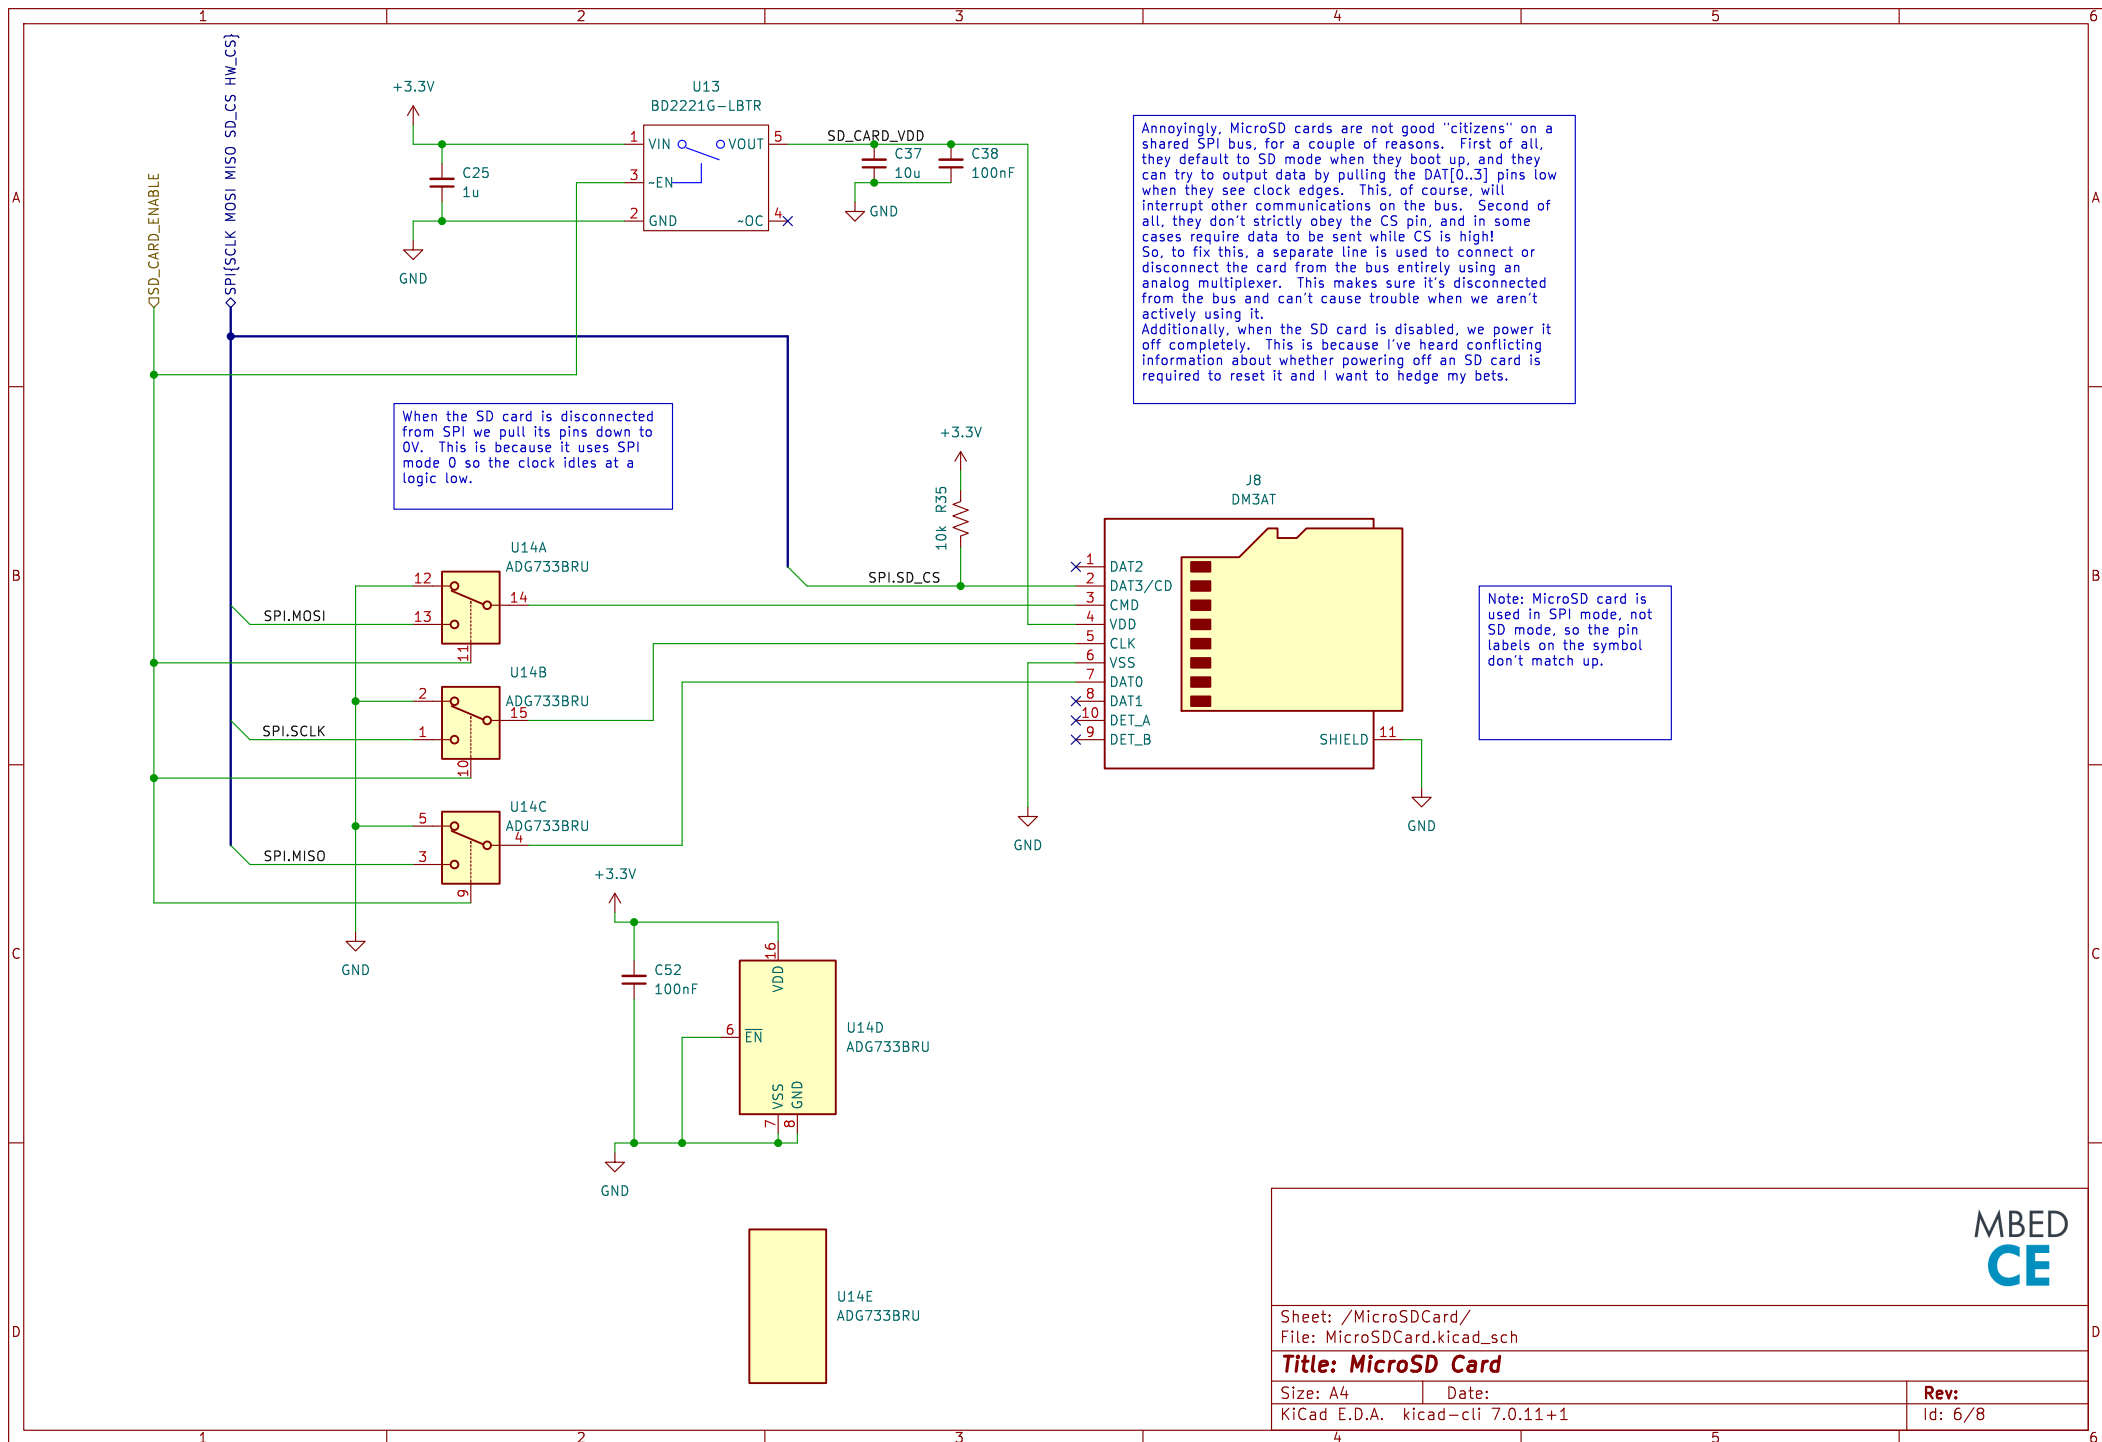 1 2 3 4 5 6
A
B
C
D
A
B
C
D
1 2 3 4 5 6
SD_CARD_ENABLE
SPI{SCLK MOSI MISO SD_CS HW_CS}
+3.3V
C25
1u
GND
U13
BD2221G-LBTR
1 VIN
3 ~EN
2 GND
VOUT 5
~OC 4
SD_CARD_VDD
C37
10u
C38
100nF
GND
Annoyingly, MicroSD cards are not good "citizens" on a
shared SPI bus, for a couple of reasons.  First of all,
they default to SD mode when they boot up, and they
can try to output data by pulling the DAT[0..3] pins low
when they see clock edges.  This, of course, will
interrupt other communications on the bus.  Second of
all, they don't strictly obey the CS pin, and in some
cases require data to be sent while CS is high!
So, to fix this, a separate line is used to connect or
disconnect the card from the bus entirely using an
analog multiplexer.  This makes sure it's disconnected
from the bus and can't cause trouble when we aren't
actively using it.
Additionally, when the SD card is disabled, we power it
off completely.  This is because I've heard conflicting
information about whether powering off an SD card is
required to reset it and I want to hedge my bets.
When the SD card is disconnected
from SPI we pull its pins down to
0V.  This is because it uses SPI
mode 0 so the clock idles at a
logic low.
+3.3V
R35
10k
SPI.SD_CS
J8
DM3AT
1 DAT2
2 DAT3/CD
3 CMD
4 VDD
5 CLK
6 VSS
7 DAT0
8 DAT1
10 DET_A
9 DET_B
SHIELD 11
GND
GND
Note: MicroSD card is
used in SPI mode, not
SD mode, so the pin
labels on the symbol
don't match up.
U14A
ADG733BRU
12
13
14
11
SPI.MOSI
U14B
ADG733BRU
2
1
15
10
SPI.SCLK
U14C
ADG733BRU
5
3
4
9
SPI.MISO
GND
+3.3V
C52
100nF
16
VDD
6 EN
VSS
GND
7
8
U14D
ADG733BRU
GND
U14E
ADG733BRU
MBED
CE
Sheet: /MicroSDCard/
File: MicroSDCard.kicad_sch
Title: MicroSD Card
Size: A4 Date: Rev:
KiCad E.D.A.  kicad-cli 7.0.11+1 Id: 6/8